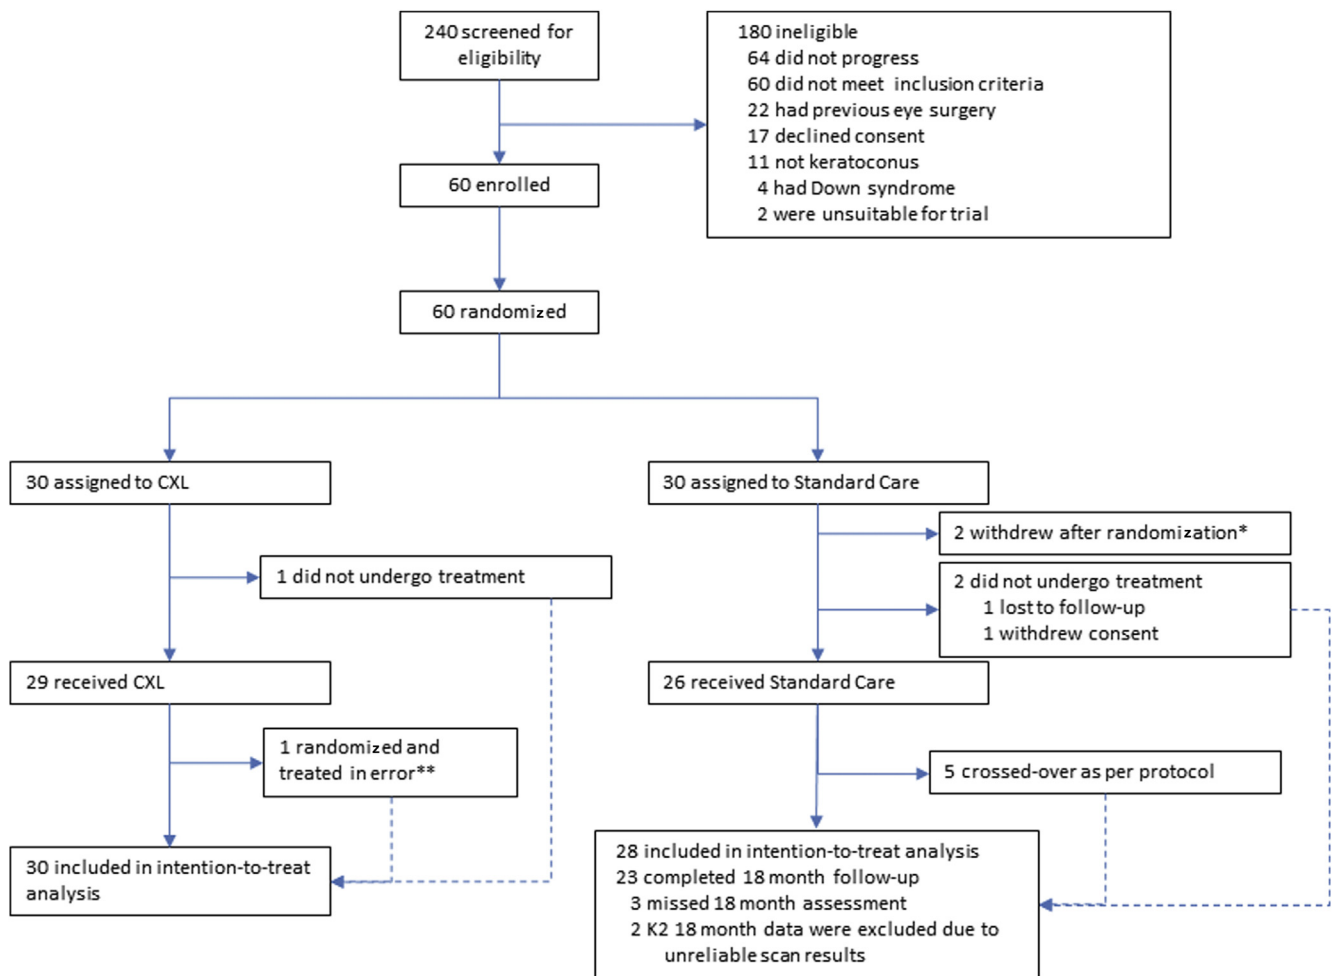 240 screened for
eligibility
180 ineligible
64 did not progress
60 did not meet inclusion criteria
22 had previous eye surgery
17 declined consent
11 not keratoconus
4 had Down syndrome
2 were unsuitable for trial
60 enrolled
60 randomized
30 assigned to CXL
30 assigned to Standard Care
2 withdrew after randomization*
1 did not undergo treatment
2 did not undergo treatment
1 lost to follow-up
1 withdrew consent
29 received CXL
26 received Standard Care
1 randomized and
treated in error**
5 crossed-over as per protocol
30 included in intention-to-treat
analysis
28 included in intention-to-treat analysis
23 completed 18 month follow-up
3 missed 18 month assessment
2 K2 18 month data were excluded due to
unreliable scan results